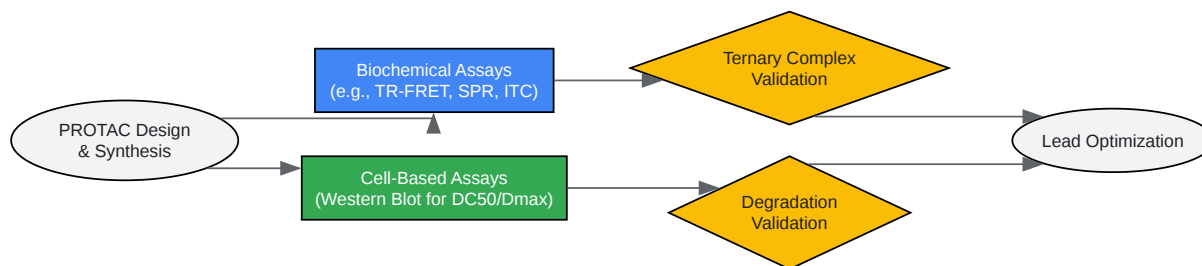 PROTAC Design
& Synthesis
Biochemical Assays
(e.g., TR-FRET, SPR, ITC)
Cell-Based Assays
(Western Blot for DC50/Dmax)
Ternary Complex
Validation
Degradation
Validation
Lead Optimization